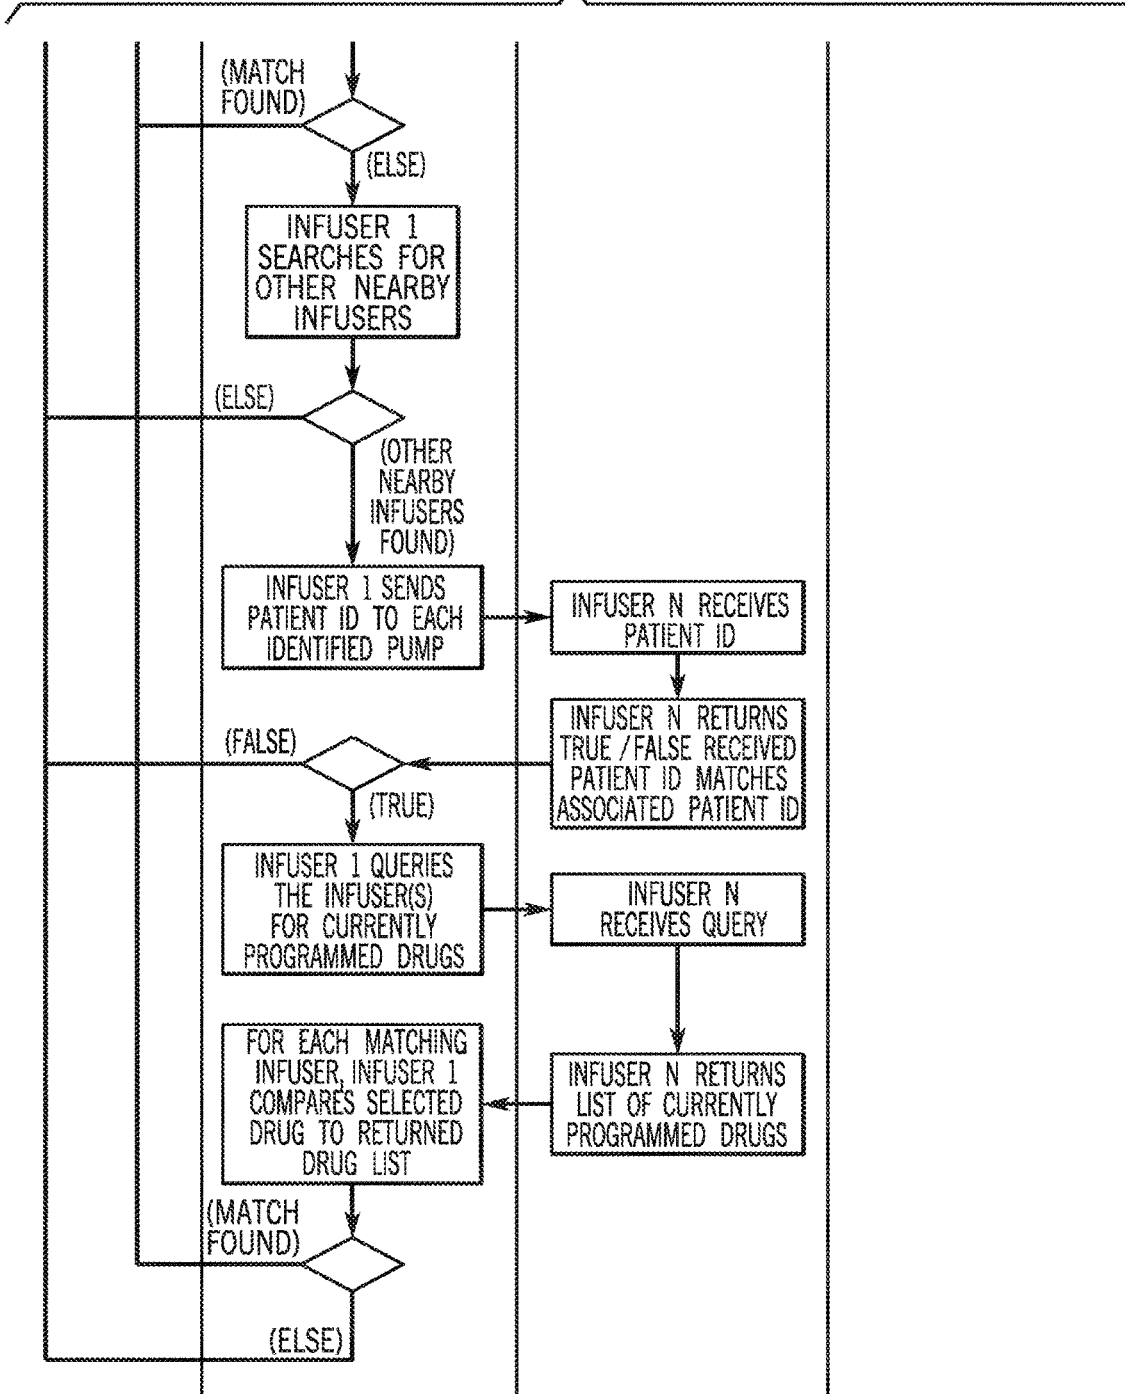 (MATCH
FOUND)
(ELSE)
INFUSER 1
SEARCHES FOR
OTHER NEARBY
INFUSERS
(ELSE)
(OTHER
NEARBY
INFUSERS
FOUND)
INFUSER 1 SENDS
PATIENT ID TO EACH
IDENTIFIED PUMP
INFUSER N RECEIVES
PATIENT ID
INFUSER N RETURNS
TRUE/FALSE RECEIVED
PATIENT ID MATCHES
ASSOCIATED PATIENT ID
(FALSE)
(TRUE)
INFUSER 1 QUERIES
THE INFUSER(S)
FOR CURRENTLY
PROGRAMMED DRUGS
INFUSER N
RECEIVES QUERY
INFUSER N RETURNS
LIST OF CURRENTLY
PROGRAMMED DRUGS
FOR EACH MATCHING
INFUSER, INFUSER 1
COMPARES SELECTED
DRUG TO RETURNED
DRUG LIST
(MATCH
FOUND)
(ELSE)